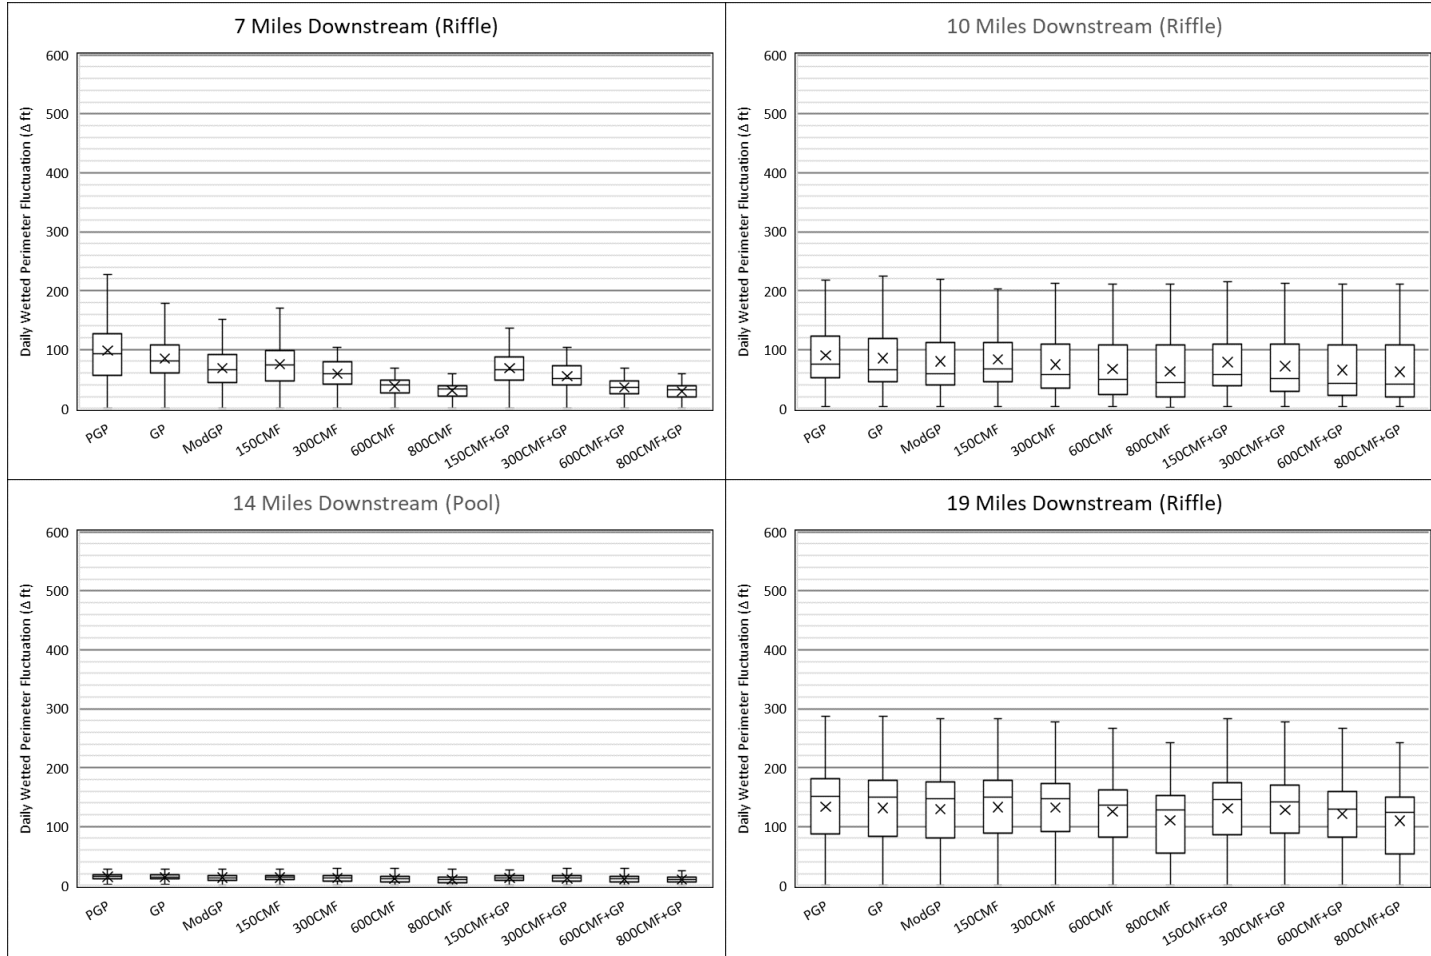 7 Miles Downstream (Riffle)
Daily Wetted Perimeter Fluctuation (Δ ft)
600
500
400
300
200
100
0
PGP
GP
ModGP
150CMF
300CMF
600CMF
800CMF
150CMF+GP
300CMF+GP
600CMF+GP
800CMF+GP
10 Miles Downstream (Riffle)
Daily Wetted Perimeter Fluctuation (Δ ft)
600
500
400
300
200
100
0
PGP
GP
ModGP
150CMF
300CMF
600CMF
800CMF
150CMF+GP
300CMF+GP
600CMF+GP
800CMF+GP
14 Miles Downstream (Pool)
Daily Wetted Perimeter Fluctuation (Δ ft)
600
500
400
300
200
100
0
PGP
GP
ModGP
150CMF
300CMF
600CMF
800CMF
150CMF+GP
300CMF+GP
600CMF+GP
800CMF+GP
19 Miles Downstream (Riffle)
Daily Wetted Perimeter Fluctuation (Δ ft)
600
500
400
300
200
100
0
PGP
GP
ModGP
150CMF
300CMF
600CMF
800CMF
150CMF+GP
300CMF+GP
600CMF+GP
800CMF+GP